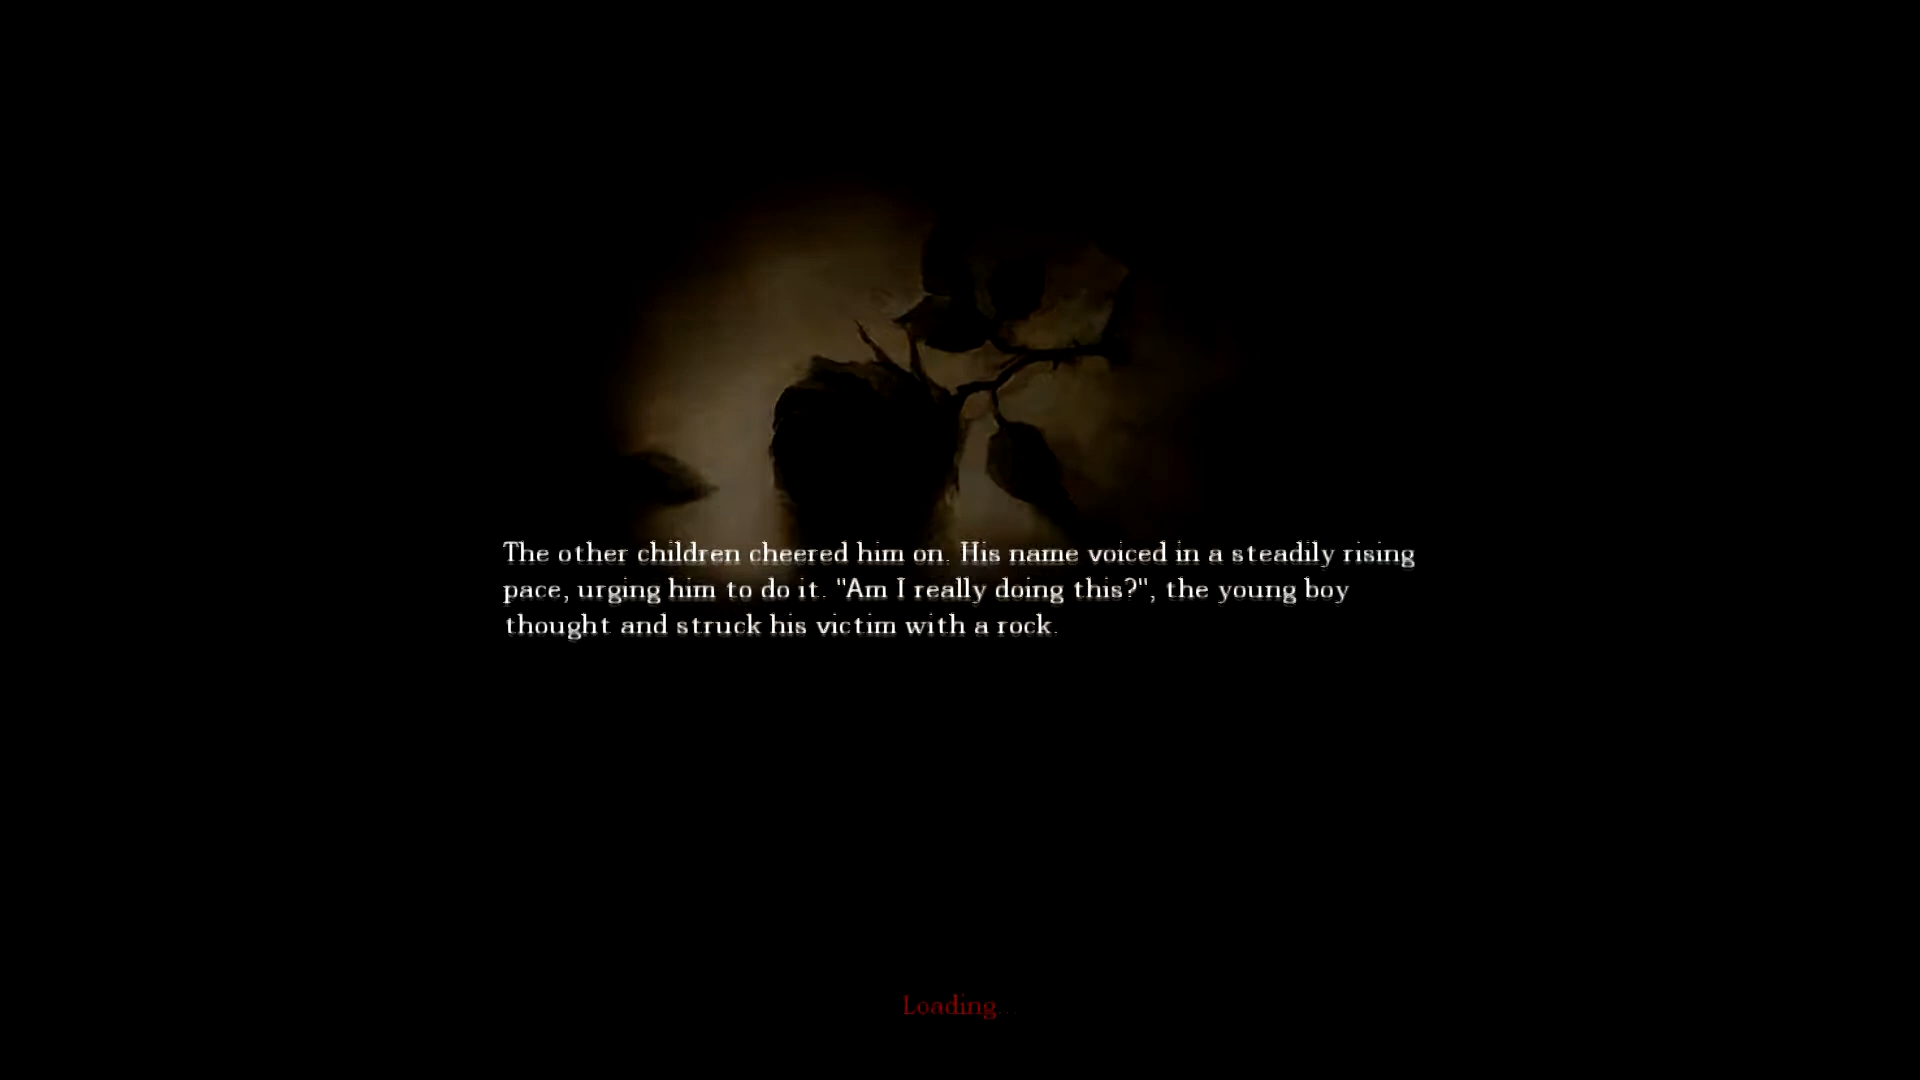 The other children cheered him on. His name voiced in a steadily rising
pace, urging him to do it. "Am I really doing this?", the young boy
thought and struck his victim with a rock.
Loading...